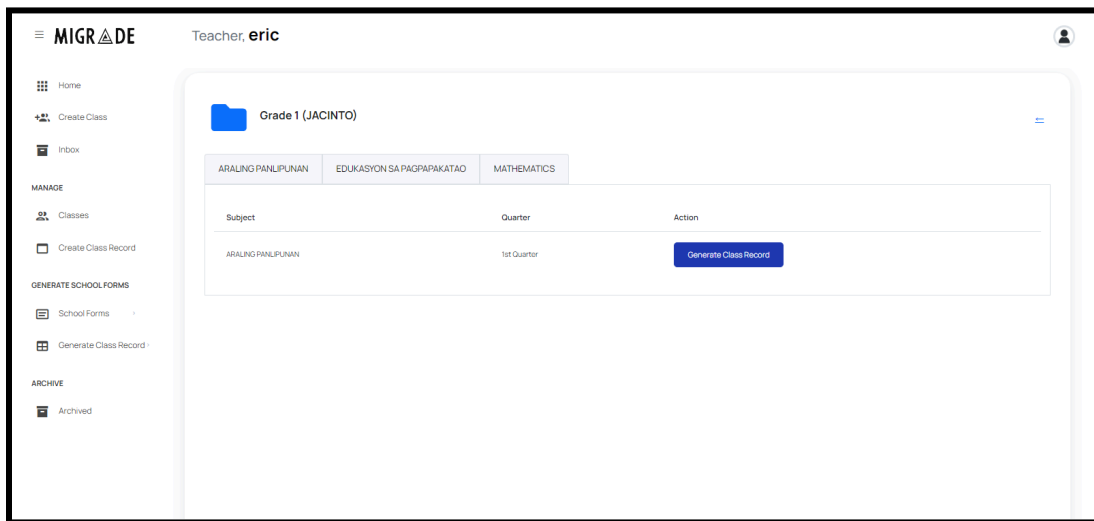 MIGRADE
Teacher, eric
Home
Create Class
Inbox
MANAGE
Classes
Create Class Record
GENERATE SCHOOL FORMS
School Forms
Generate Class Record
ARCHIVE
Archived
Grade 1 (JACINTO)
ARALING PANLIPUNAN EDUKASYON SA PAGPAPAKATAO MATHEMATICS
Subject Quarter Action
ARALING PANLIPUNAN 1st Quarter Generate Class Record